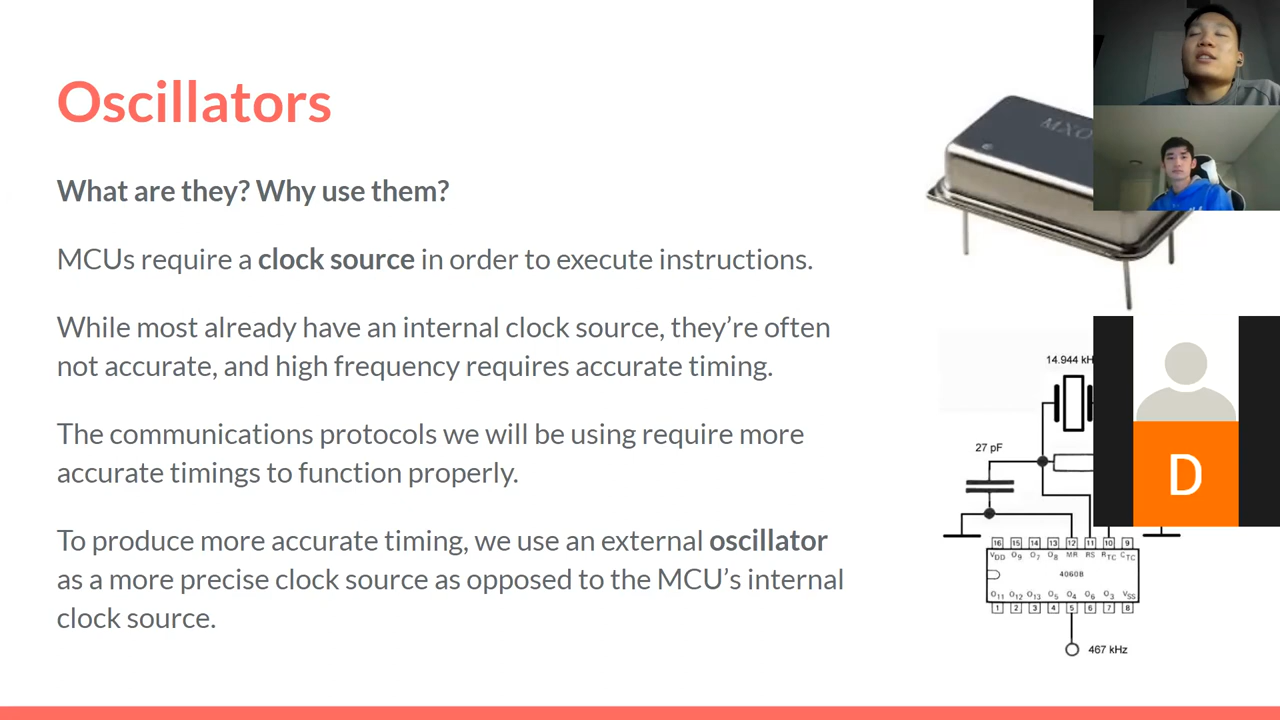 Oscillators
What are they? Why use them?
MCUs require a clock source in order to execute instructions.
While most already have an internal clock source, they’re often
not accurate, and high frequency requires accurate timing.
The communications protocols we will be using require more
accurate timings to function properly.
To produce more accurate timing, we use an external oscillator
as a more precise clock source as opposed to the MCU’s internal
clock source.
MXO
14.944 kH
27 pF
D
16 15 14 13 12 11 10 9
VDD O9 O7 O8 MR RS RTC CTC
4060B
O11 O12 O13 O5 O4 O6 O3 VSS
1 2 3 4 5 6 7 8
467 kHz